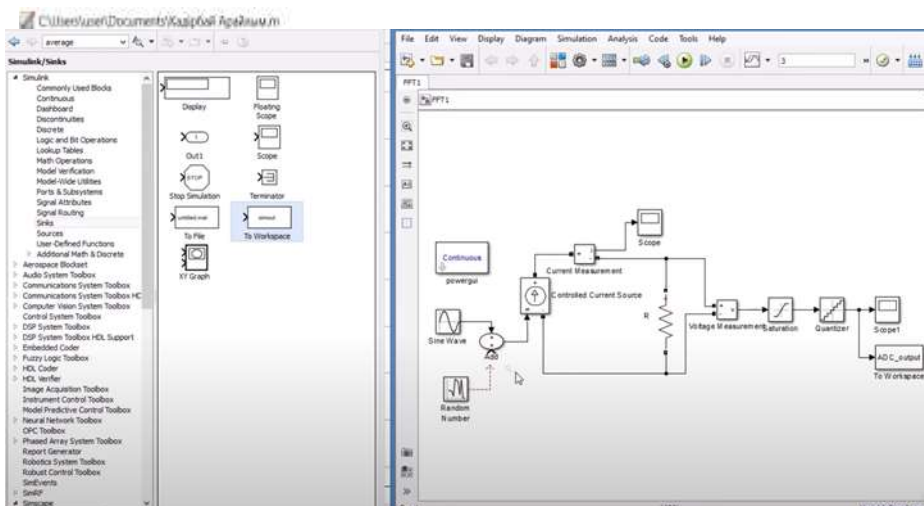 C:\Users\user\Documents\Қадірбай Арайлым.m
average
Simulink/Sinks
Simulink
Commonly Used Blocks
Continuous
Dashboard
Discontinuities
Discrete
Logic and Bit Operations
Lookup Tables
Math Operations
Model Verification
Model-Wide Utilities
Ports & Subsystems
Signal Attributes
Signal Routing
Sinks
Sources
User-Defined Functions
Additional Math & Discrete
Aerospace Blockset
Audio System Toolbox
Communications System Toolbox
Communications System Toolbox HC
Computer Vision System Toolbox
Control System Toolbox
DSP System Toolbox
DSP System Toolbox HDL Support
Embedded Coder
Fuzzy Logic Toolbox
HDL Coder
HDL Verifier
Image Acquisition Toolbox
Instrument Control Toolbox
Model Predictive Control Toolbox
Neural Network Toolbox
OPC Toolbox
Phased Array System Toolbox
Report Generator
Robotics System Toolbox
Robust Control Toolbox
SimEvents
SimRF
Simscape
Display
Floating
Scope
1
Out1
Scope
STOP
Stop Simulation
Terminator
untitled.mat
To File
simout
To Workspace
XY Graph
File Edit View Display Diagram Simulation Analysis Code Tools Help
3
PPT1
PPT1
Continuous
powergui
Scope
Current Measurement
Controlled Current Source
Sine Wave
Add
Random
Number
R
Voltage Measurement
Saturation
Quantizer
Scope1
ADC_output
To Workspace